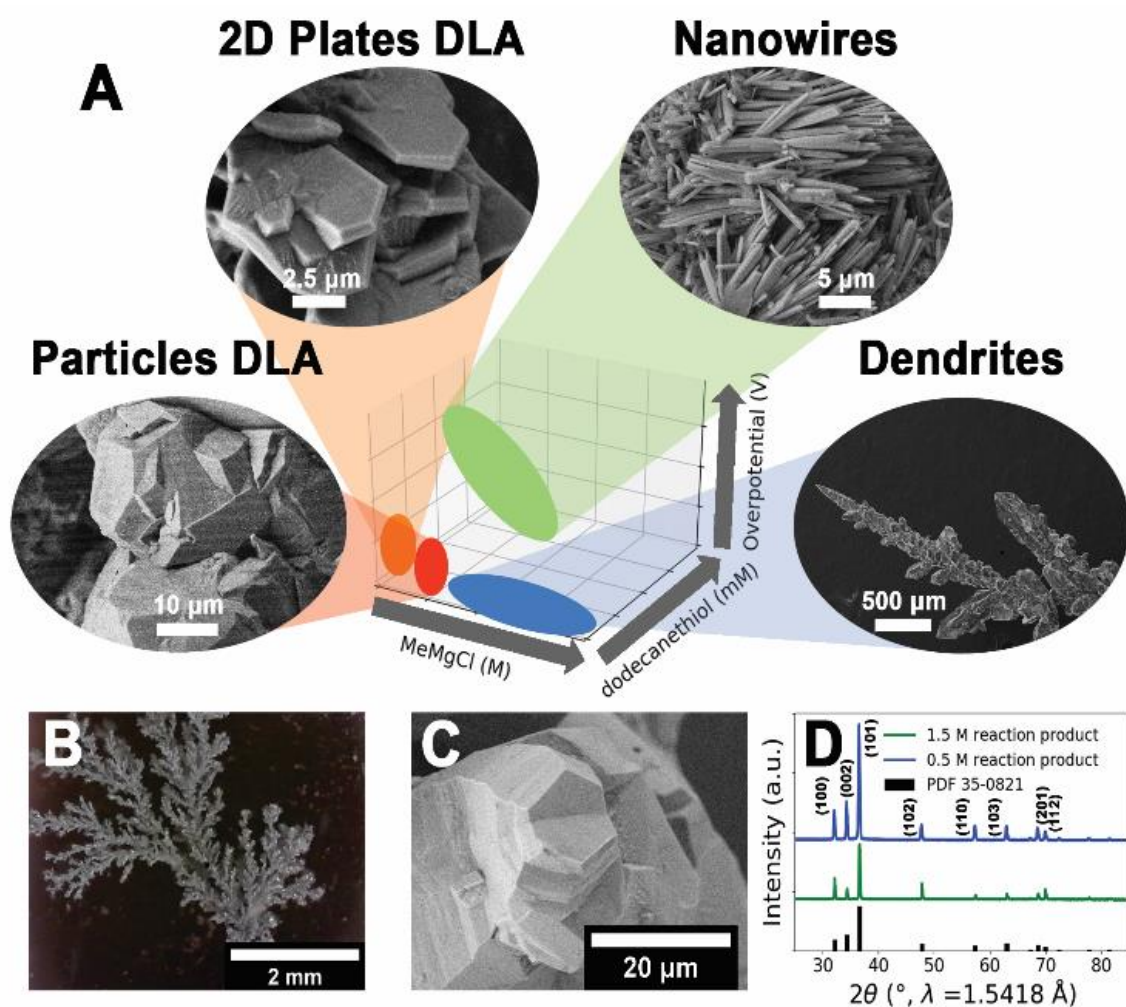 2D Plates DLA
Nanowires
A
2.5 µm
5 µm
Particles DLA
Dendrites
10 µm
500 µm
Overpotential (V)
MeMgCl (M)
dodecanethiol (mM)
B
2 mm
C
20 µm
D
1.5 M reaction product
0.5 M reaction product
PDF 35-0821
(100)
(002)
(101)
(102)
(110)
(103)
(201)
(112)
Intensity (a.u.)
30
40
50
60
70
80
2θ (°, λ =1.5418 Å)